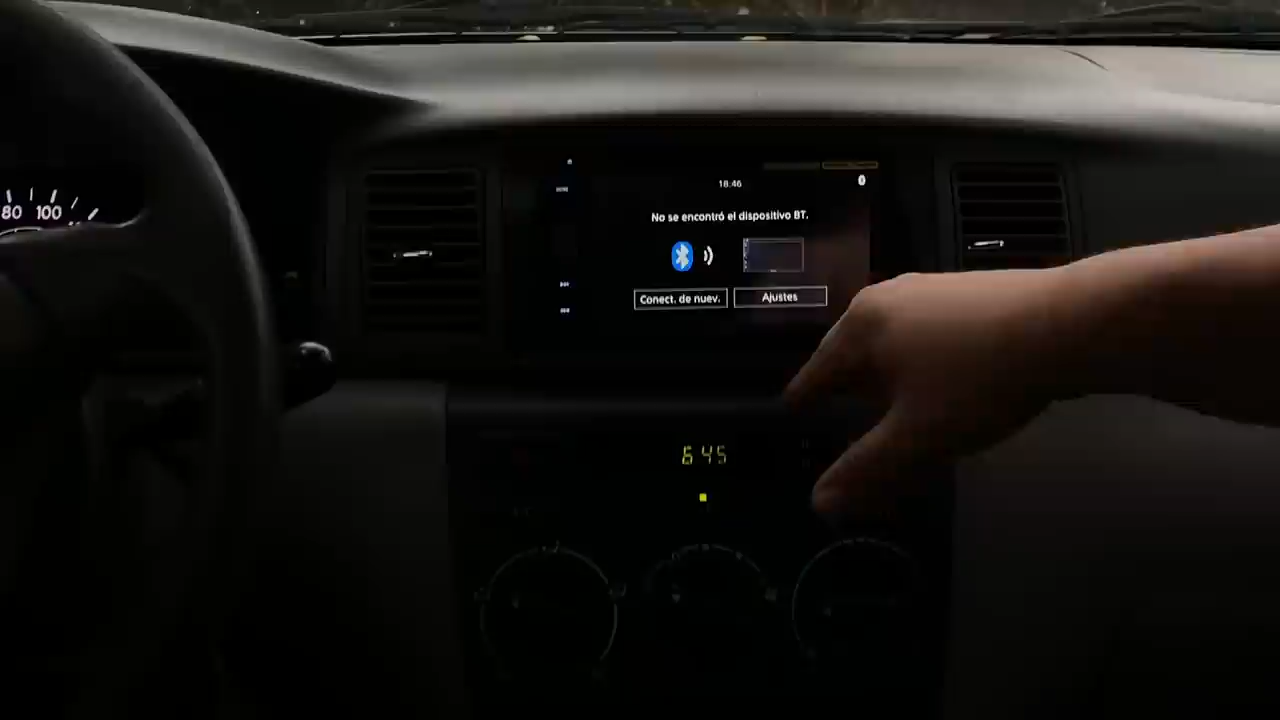 80 100
18:46
No se encontró el dispositivo BT.
Conect. de nuev.
Ajustes
6:45